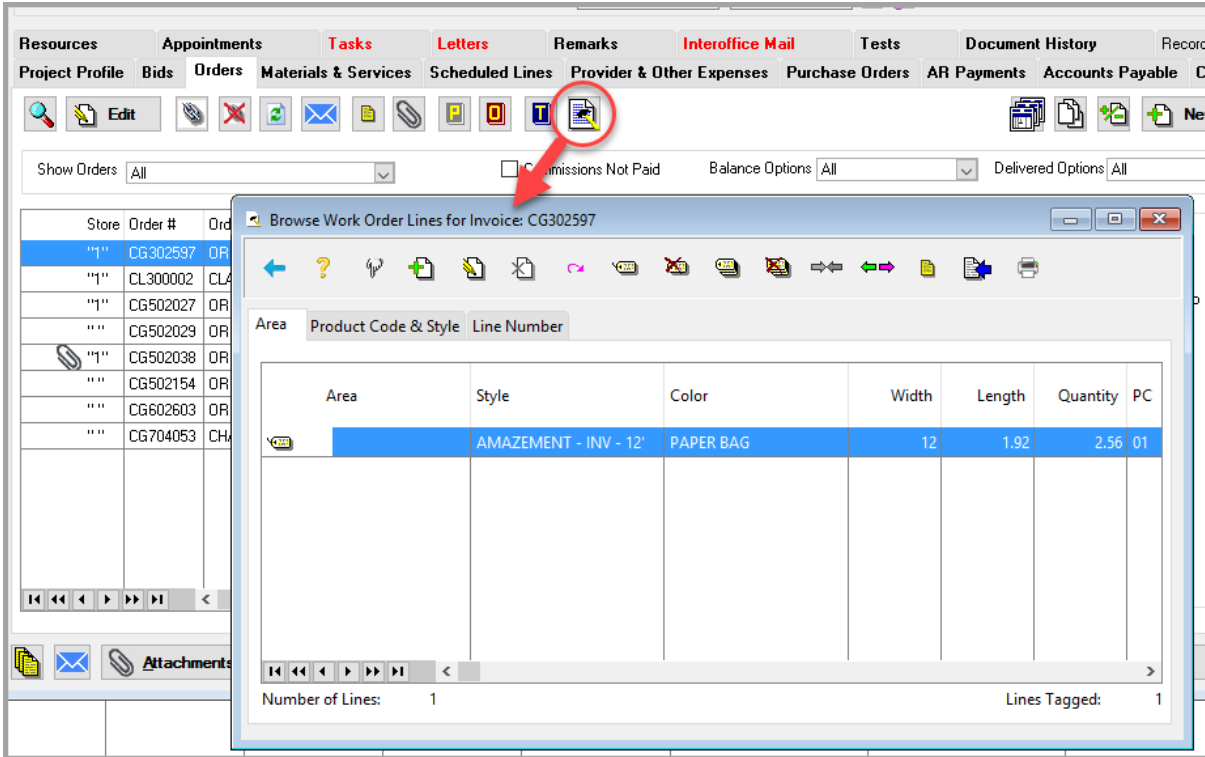 Resources Appointments Tasks Letters Remarks Interoffice Mail Tests Document History Record
Project Profile Bids Orders Materials & Services Scheduled Lines Provider & Other Expenses Purchase Orders AR Payments Accounts Payable C
Edit P O T Ne
Show Orders All Commissions Not Paid Balance Options All Delivered Options All
Store Order # Ord
"1" CG302597 OR
"1" CL300002 CLA
"1" CG502027 OR
" " CG502029 OR
"1" CG502038 OR
" " CG502154 OR
" " CG602603 OR
" " CG704053 CHA
Attachments
Browse Work Order Lines for Invoice: CG302597
Area Product Code & Style Line Number
Area Style Color Width Length Quantity PC
AMAZEMENT - INV - 12' PAPER BAG 12 1.92 2.56 01
Number of Lines: 1 Lines Tagged: 1